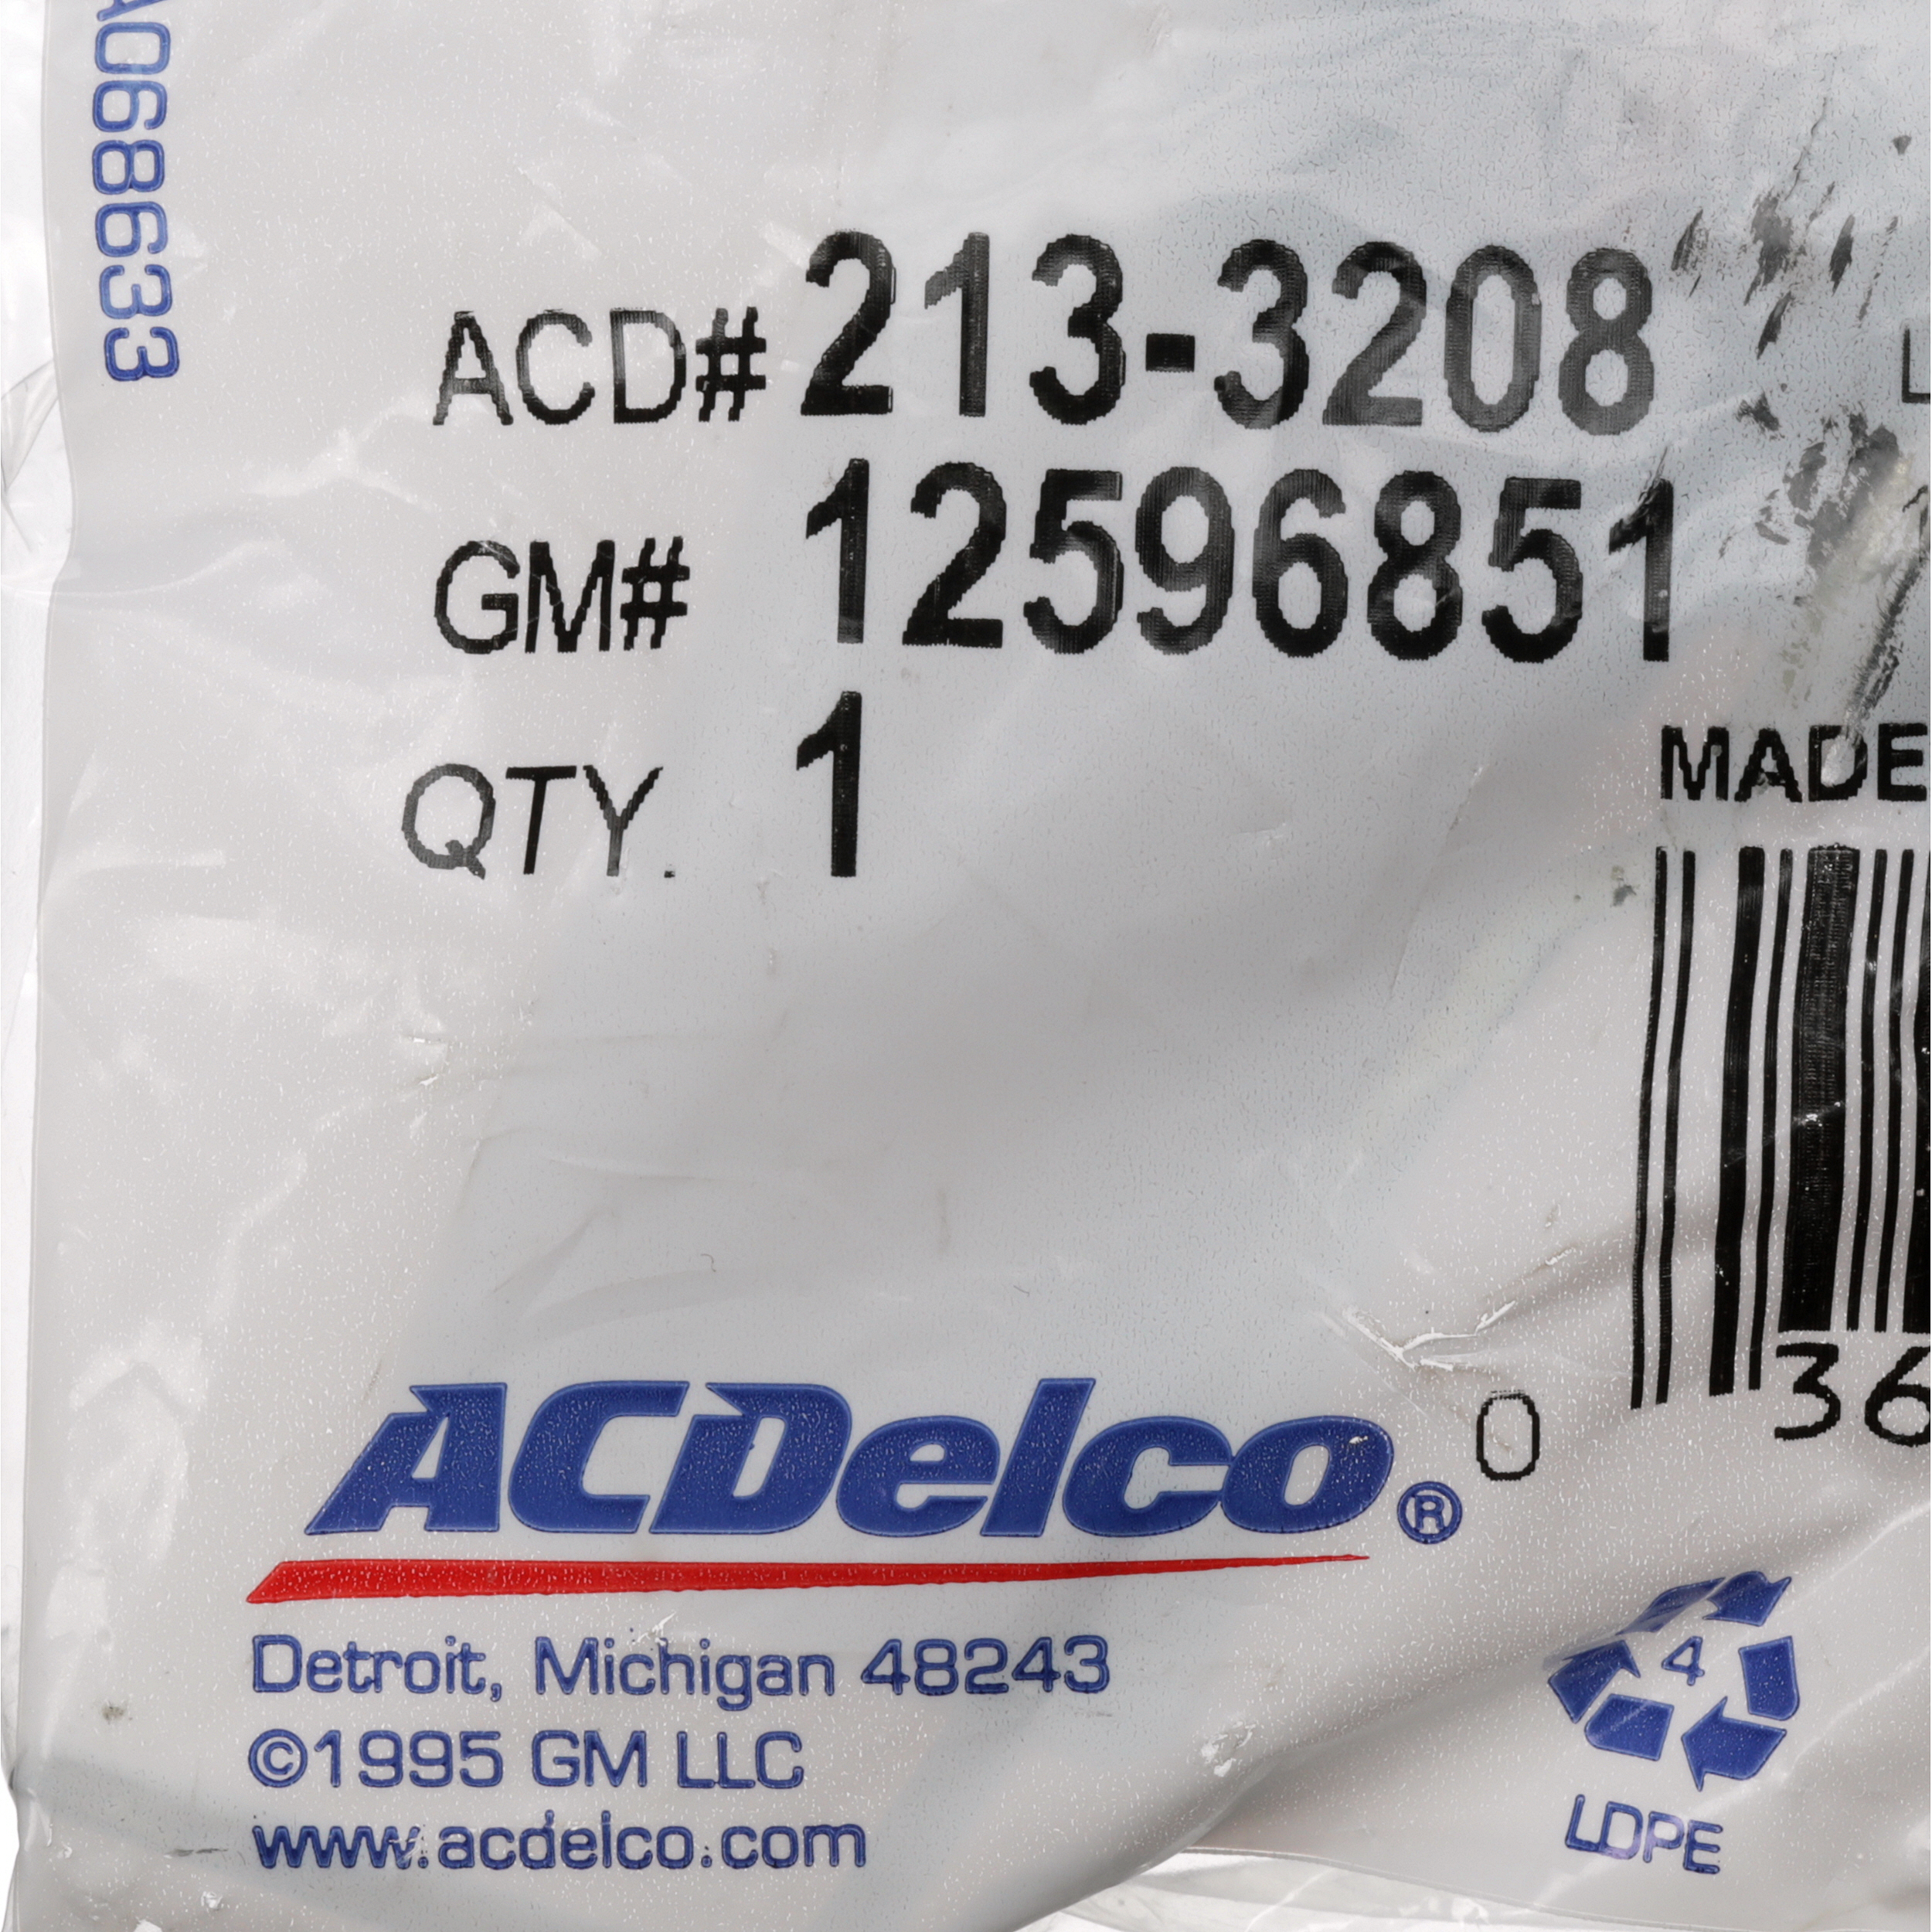 A068633
ACD# 213-3208
GM# 12596851
QTY. 1
MADE
0 36
ACDelco®
Detroit, Michigan 48243
©1995 GM LLC
www.acdelco.com
4
LDPE